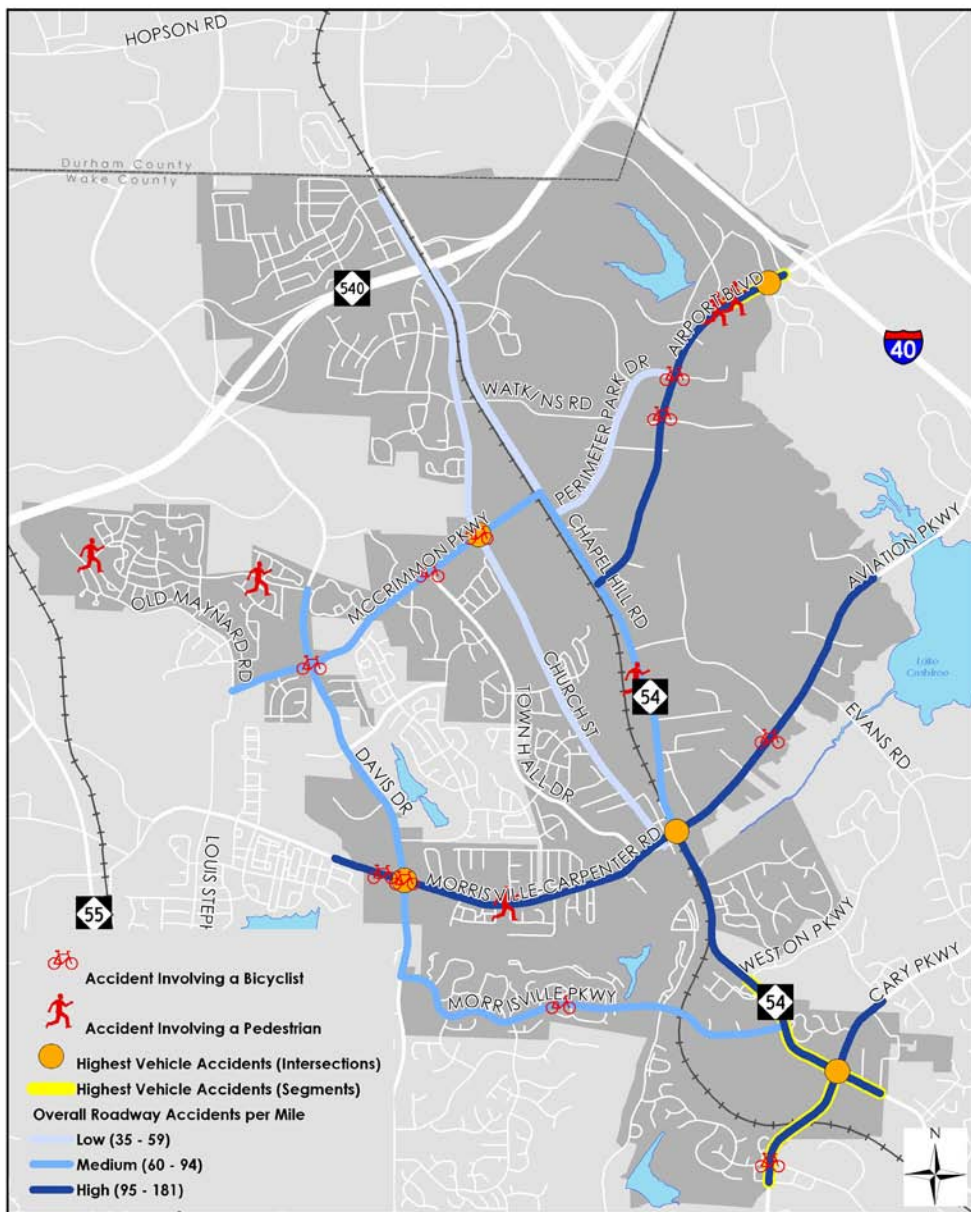 HOPSON RD
Durham County
Wake County
540
AIRPORT BLVD
40
WATKINS RD
PERIMETER PARK DR
CHAPEL HILL RD
MCCRIMMON PKWY
AVIATION PKWY
OLD MAYNARD RD
Lake
Crabtree
54
CHURCH ST
TOWN HALL DR
EVANS RD
DAVIS DR
LOUIS STEPH
MORRISVILLE-CARPENTER RD
55
WESTON PKWY
CARY PKWY
54
MORRISVILLE PKWY
Accident Involving a Bicyclist
Accident Involving a Pedestrian
Highest Vehicle Accidents (Intersections)
Highest Vehicle Accidents (Segments)
Overall Roadway Accidents per Mile
Low (35 - 59)
Medium (60 - 94)
High (95 - 181)
N